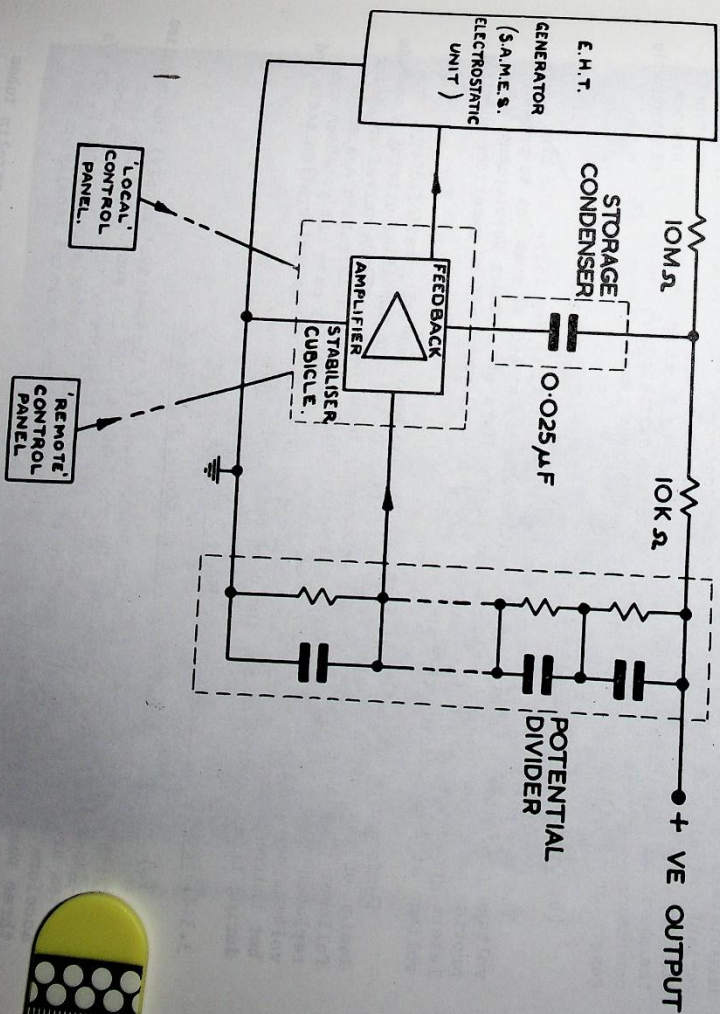 E.H.T.
GENERATOR
(S.A.M.E.S.
ELECTROSTATIC
UNIT)
10MΩ
10KΩ
+ VE OUTPUT
STORAGE
CONDENSER
0·025µF
FEEDBACK
AMPLIFIER
STABILISER
CUBICLE.
POTENTIAL
DIVIDER
'LOCAL'
CONTROL
PANEL.
'REMOTE'
CONTROL
PANEL